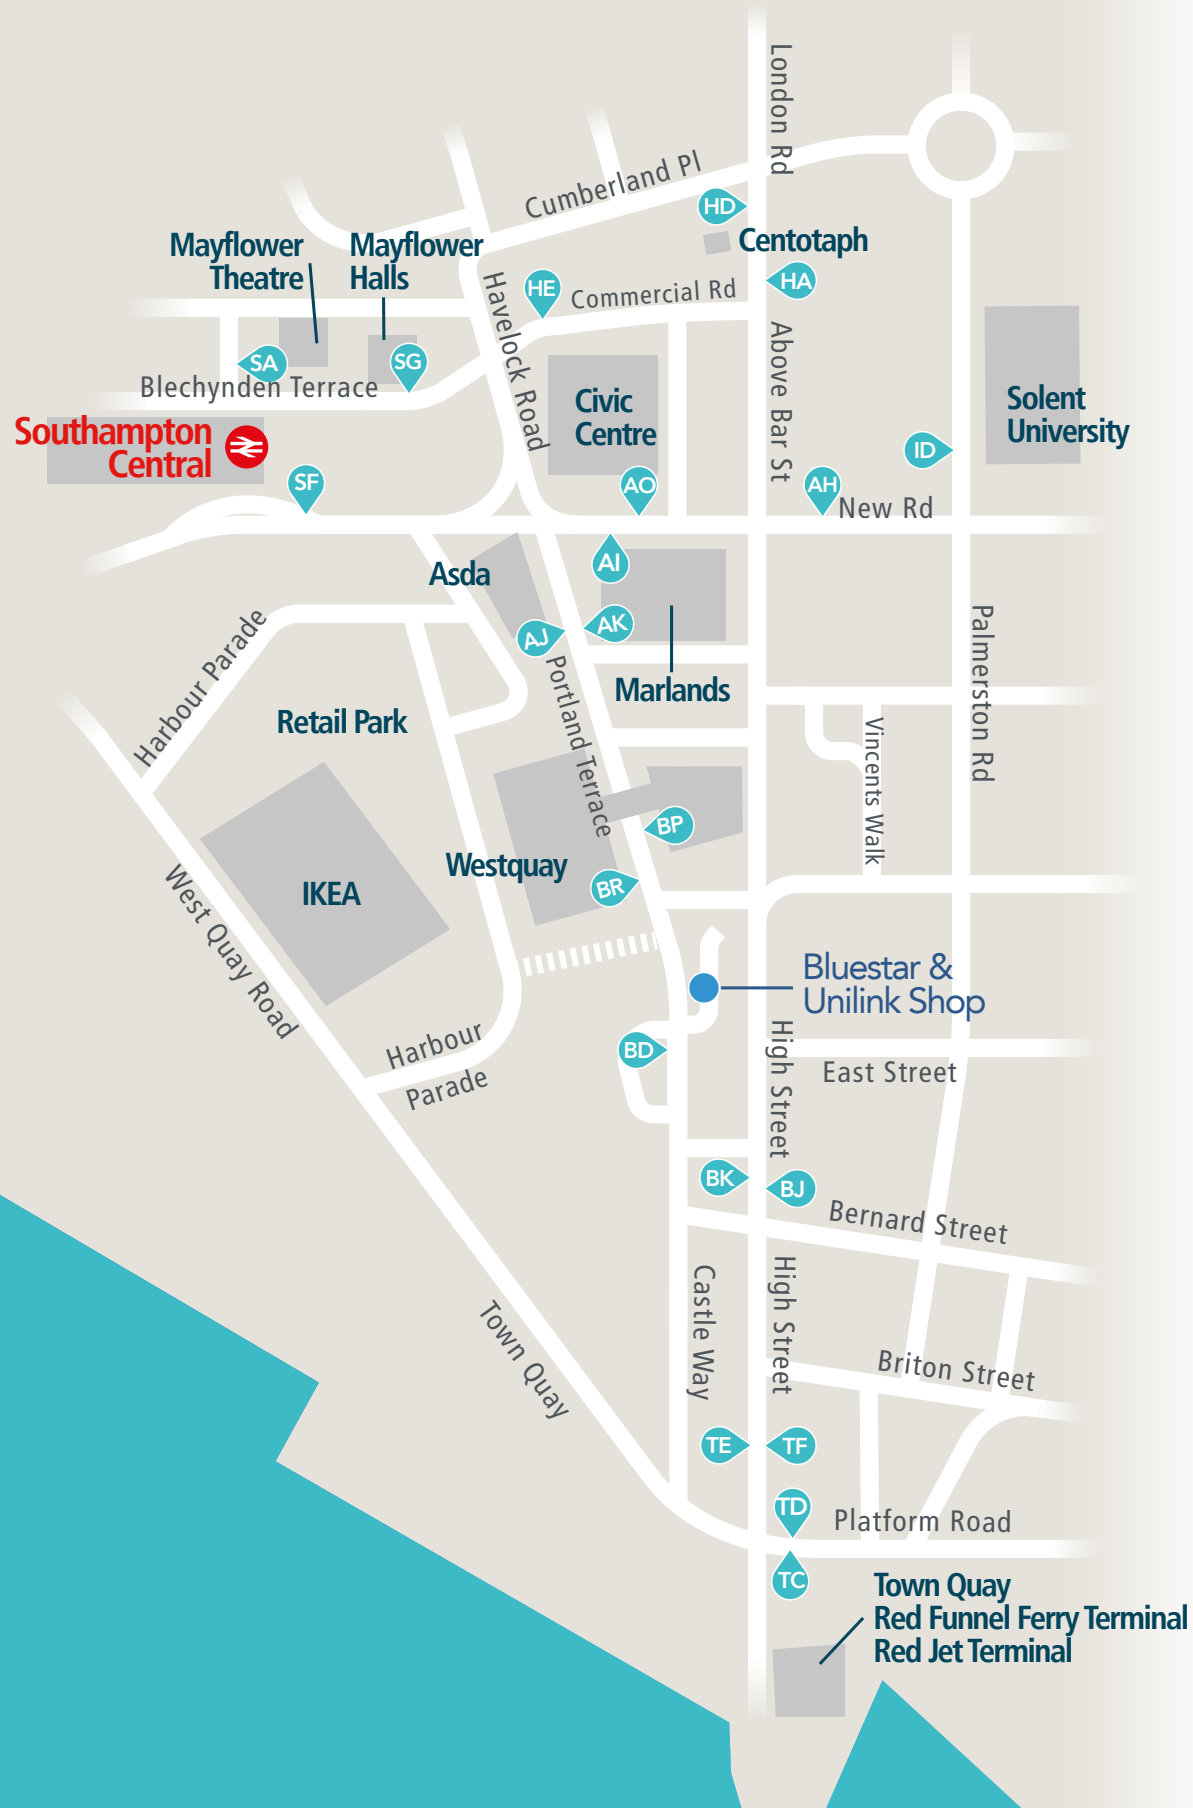 London Rd
Cumberland Pl
HD
Centotaph
Mayflower
Theatre
Mayflower
Halls
HA
HE
Commercial Rd
Havelock Road
Above Bar St
SA
SG
Blechynden Terrace
Civic
Centre
Solent
University
Southampton
Central
ID
SF
AO
AH
New Rd
AI
Asda
AK
AJ
Harbour Parade
Portland Terrace
Marlands
Palmerston Rd
Retail Park
Vincents Walk
BP
Westquay
BR
IKEA
West Quay Road
Bluestar &
Unilink Shop
Harbour
Parade
BD
High Street
East Street
BK
BJ
Bernard Street
Castle Way
High Street
Town Quay
Briton Street
TE
TF
TD
Platform Road
TC
Town Quay
Red Funnel Ferry Terminal
Red Jet Terminal